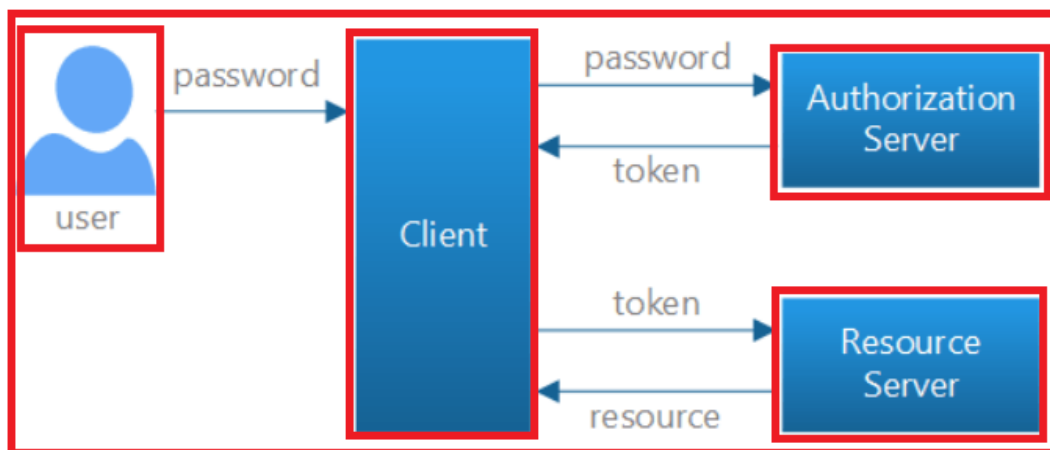 password
user
Client
password
token
Authorization
Server
token
resource
Resource
Server